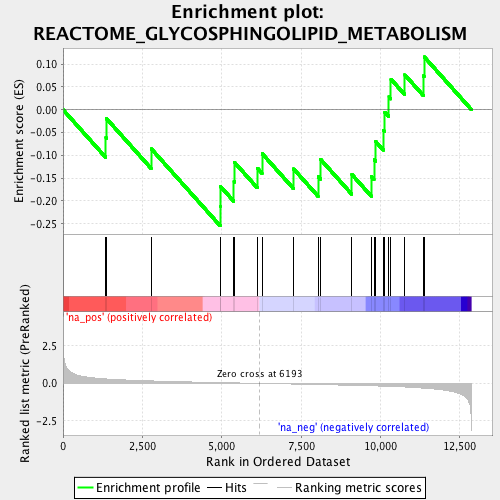 Enrichment plot:
REACTOME_GLYCOSPHINGOLIPID_METABOLISM
Enrichment score (ES)
0.10
0.05
0.00
-0.05
-0.10
-0.15
-0.20
-0.25
'na_pos' (positively correlated)
Ranked list metric (PreRanked)
2.5
0.0
-2.5
Zero cross at 6193
'na_neg' (negatively correlated)
0
2,500
5,000
7,500
10,000
12,500
Rank in Ordered Dataset
Enrichment profile
Hits
Ranking metric scores